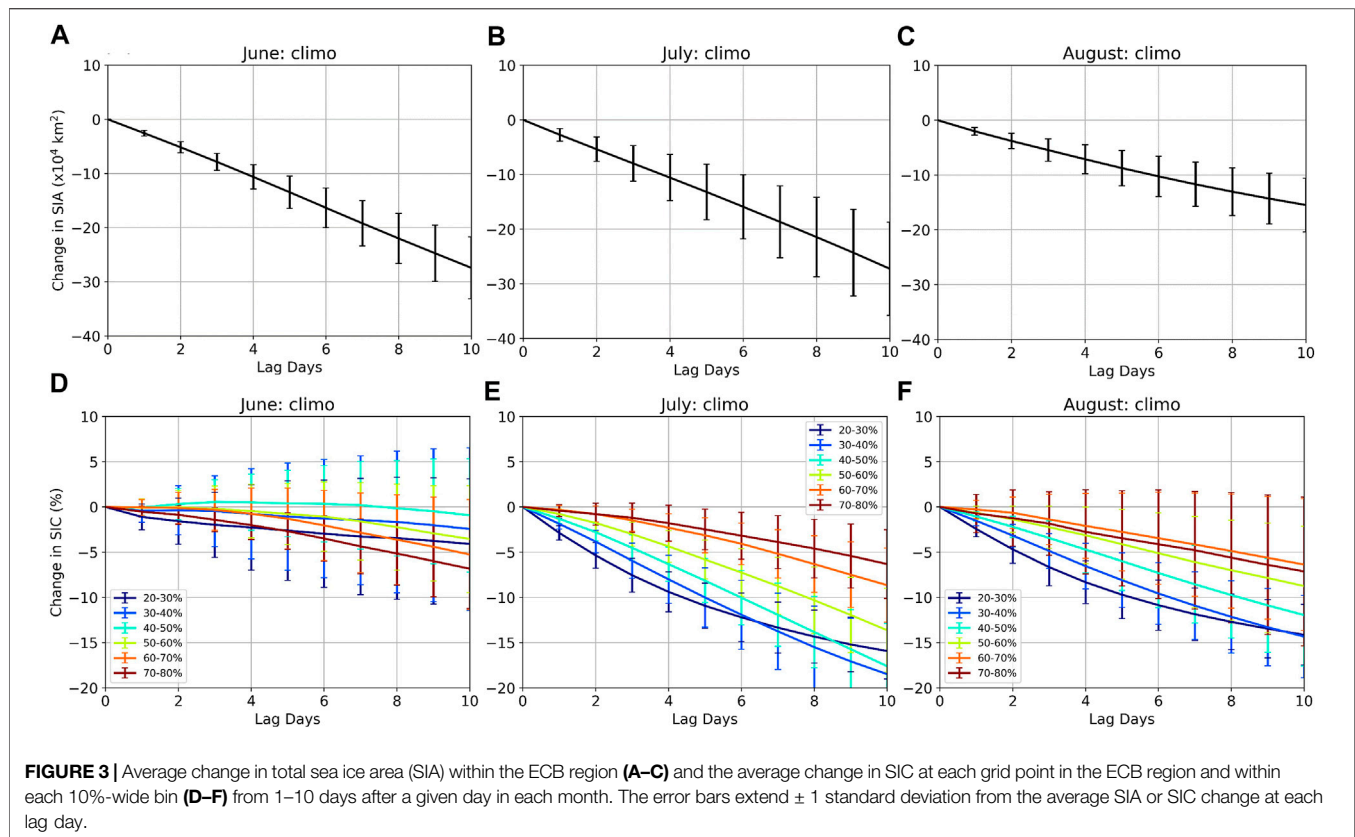 A
June: climo
10
0
−10
−20
−30
−40
Change in SIA (x10⁴ km²)
0 2 4 6 8 10
Lag Days
B
July: climo
10
0
−10
−20
−30
−40
0 2 4 6 8 10
Lag Days
C
August: climo
10
0
−10
−20
−30
−40
0 2 4 6 8 10
Lag Days
D
June: climo
10
5
0
−5
−10
−15
−20
Change in SIC (%)
20-30%
30-40%
40-50%
50-60%
60-70%
70-80%
0 2 4 6 8 10
Lag Days
E
July: climo
10
5
0
−5
−10
−15
−20
20-30%
30-40%
40-50%
50-60%
60-70%
70-80%
0 2 4 6 8 10
Lag Days
F
August: climo
10
5
0
−5
−10
−15
−20
20-30%
30-40%
40-50%
50-60%
60-70%
70-80%
0 2 4 6 8 10
Lag Days
FIGURE 3 | Average change in total sea ice area (SIA) within the ECB region (A–C) and the average change in SIC at each grid point in the ECB region and within
each 10%-wide bin (D–F) from 1–10 days after a given day in each month. The error bars extend ± 1 standard deviation from the average SIA or SIC change at each
lag day.